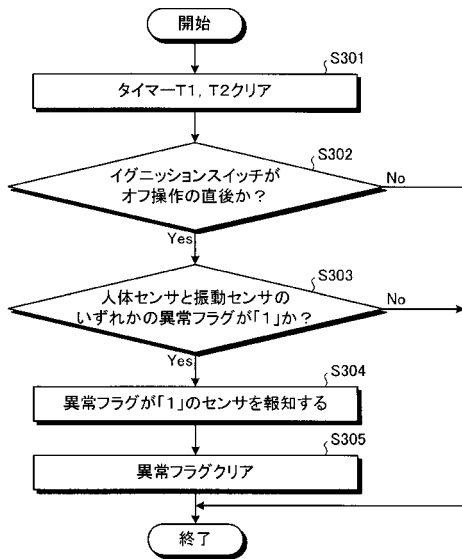 開始
S301
タイマーT1, T2クリア
S302
イグニッションスイッチが
オフ操作の直後か?
No
Yes
S303
人体センサと振動センサの
いずれかの異常フラグが「1」か?
No
Yes
S304
異常フラグが「1」のセンサを報知する
S305
異常フラグクリア
終了